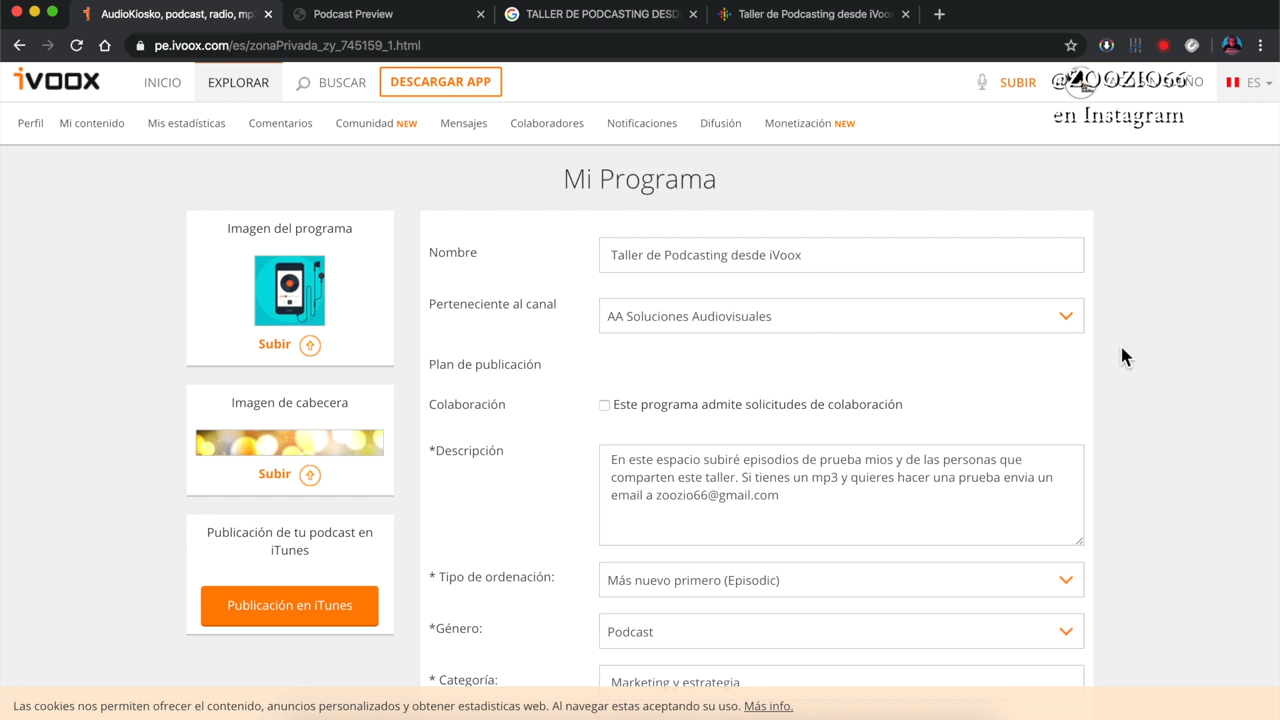 AudioKiosko, podcast, radio, mp
Podcast Preview
TALLER DE PODCASTING DESD
Taller de Podcasting desde iVoo
pe.ivoox.com/es/zonaPrivada_zy_745159_1.html
iVOOX
INICIO
EXPLORAR
BUSCAR
DESCARGAR APP
SUBIR
ES
@ZOOZIO66
en Instagram
Perfil
Mi contenido
Mis estadísticas
Comentarios
Comunidad NEW
Mensajes
Colaboradores
Notificaciones
Difusión
Monetización NEW
Mi Programa
Imagen del programa
Subir
Imagen de cabecera
Subir
Publicación de tu podcast en
iTunes
Publicación en iTunes
Nombre
Taller de Podcasting desde iVoox
Perteneciente al canal
AA Soluciones Audiovisuales
Plan de publicación
Colaboración
Este programa admite solicitudes de colaboración
*Descripción
En este espacio subiré episodios de prueba mios y de las personas que
comparten este taller. Si tienes un mp3 y quieres hacer una prueba envia un
email a zoozio66@gmail.com
* Tipo de ordenación:
Más nuevo primero (Episodic)
*Género:
Podcast
* Categoría:
Marketing y estrategia
Las cookies nos permiten ofrecer el contenido, anuncios personalizados y obtener estadisticas web. Al navegar estas aceptando su uso. Más info.